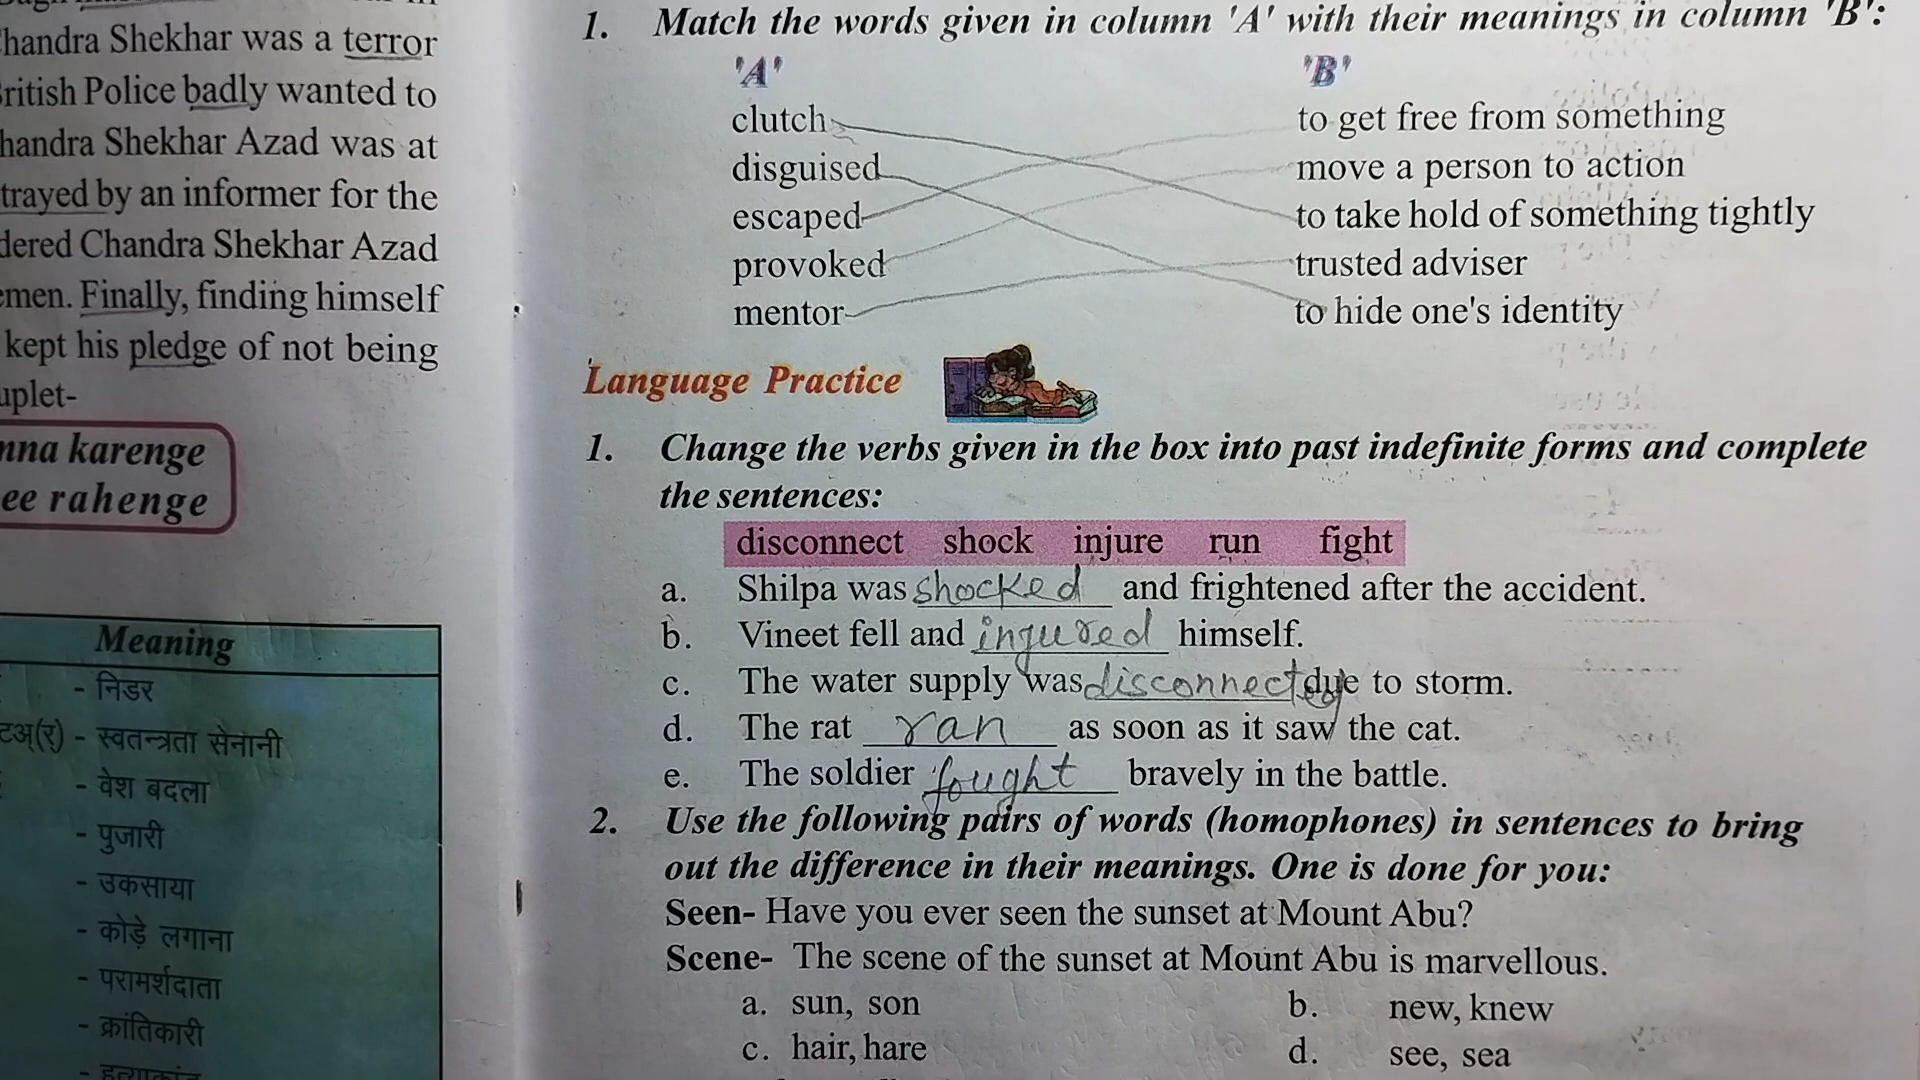 handra Shekhar was a terror
ritish Police badly wanted to
handra Shekhar Azad was at
trayed by an informer for the
dered Chandra Shekhar Azad
men. Finally, finding himself
kept his pledge of not being
uplet-
nna karenge
ee rahenge
Meaning
- निडर
टअ(र्) - स्वतन्त्रता सेनानी
- वेश बदला
- पुजारी
- उकसाया
- कोड़े लगाना
- परामर्शदाता
- क्रांतिकारी
- हत्याकांड
1. Match the words given in column 'A' with their meanings in column 'B':
'A' 'B'
clutch to get free from something
disguised move a person to action
escaped to take hold of something tightly
provoked trusted adviser
mentor to hide one's identity
Language Practice
1. Change the verbs given in the box into past indefinite forms and complete
the sentences:
disconnect shock injure run fight
a. Shilpa was shocked and frightened after the accident.
b. Vineet fell and injured himself.
c. The water supply was disconnected due to storm.
d. The rat ran as soon as it saw the cat.
e. The soldier fought bravely in the battle.
2. Use the following pairs of words (homophones) in sentences to bring
out the difference in their meanings. One is done for you:
Seen- Have you ever seen the sunset at Mount Abu?
Scene- The scene of the sunset at Mount Abu is marvellous.
a. sun, son b. new, knew
c. hair, hare d. see, sea